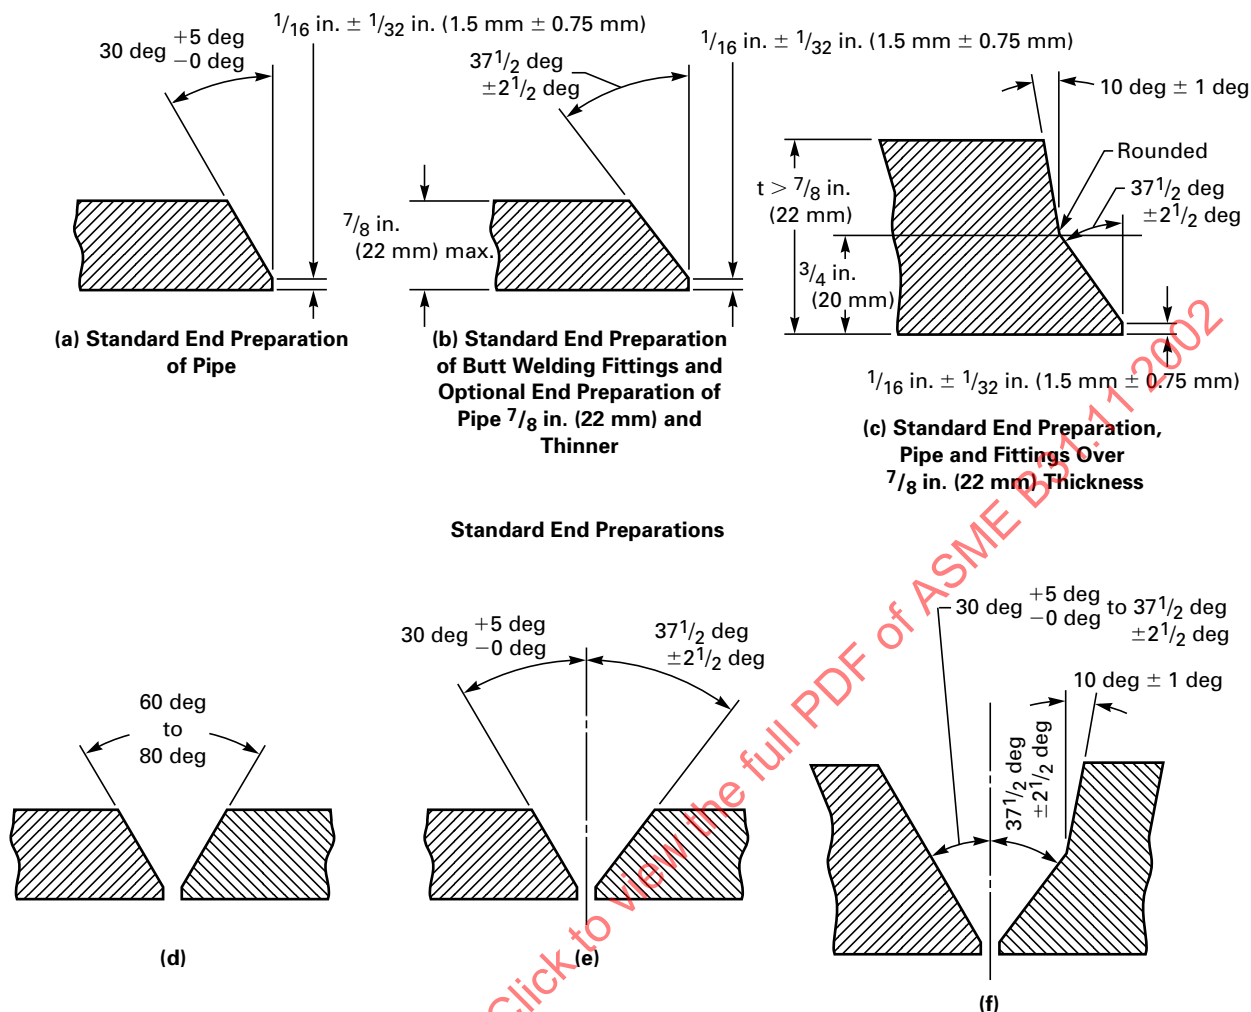 1/16 in. ± 1/32 in. (1.5 mm ± 0.75 mm)
30 deg +5 deg −0 deg
37 1/2 deg
±2 1/2 deg
1/16 in. ± 1/32 in. (1.5 mm ± 0.75 mm)
10 deg ± 1 deg
Rounded
37 1/2 deg
±2 1/2 deg
t > 7/8 in.
(22 mm)
7/8 in.
(22 mm) max.
3/4 in.
(20 mm)
(a) Standard End Preparation
of Pipe
(b) Standard End Preparation
of Butt Welding Fittings and
Optional End Preparation of
Pipe 7/8 in. (22 mm) and
Thinner
1/16 in. ± 1/32 in. (1.5 mm ± 0.75 mm)
(c) Standard End Preparation,
Pipe and Fittings Over
7/8 in. (22 mm) Thickness
Standard End Preparations
60 deg
to
80 deg
(d)
30 deg +5 deg −0 deg
37 1/2 deg
±2 1/2 deg
(e)
30 deg +5 deg −0 deg to 37 1/2 deg
±2 1/2 deg
10 deg ± 1 deg
37 1/2 deg
±2 1/2 deg
(f)
Click to view the full PDF of ASME B31.11 2002